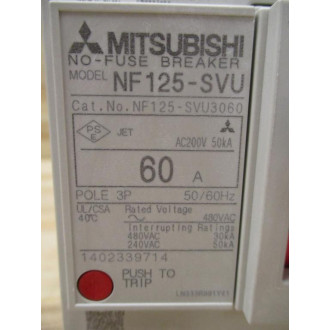 MITSUBISHI
NO-FUSE BREAKER
MODEL NF125-SVU
Cat.No.NF125-SVU3060
PS E JET
AC200V 50kA
60 A
POLE 3P 50/60Hz
UL/CSA 40℃ Rated Voltage
480VAC
Interrupting Ratings
480VAC 30kA
240VAC 50kA
1402339714
PUSH TO
TRIP